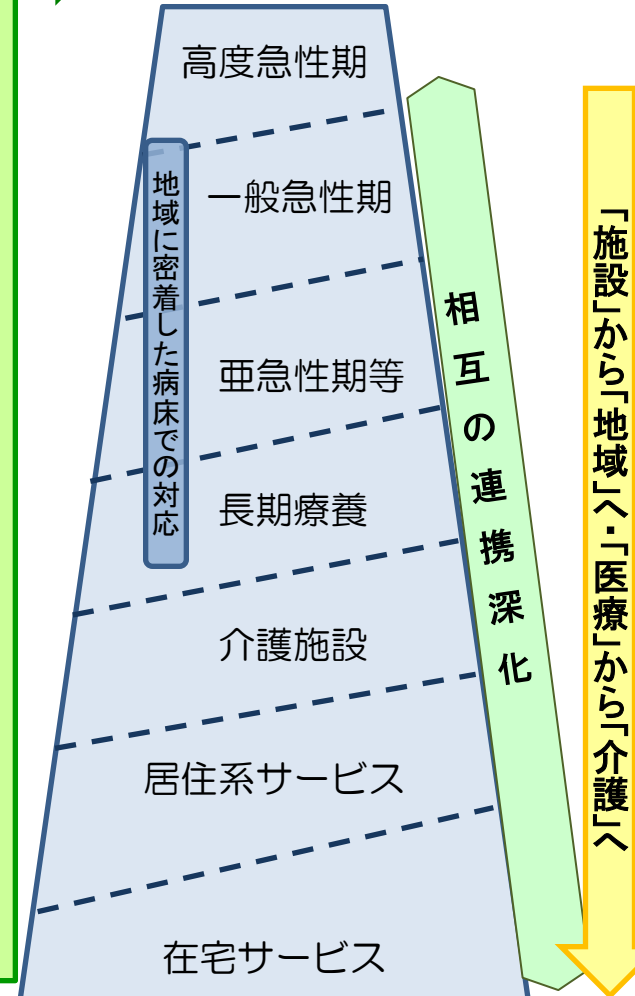 高度急性期
一般急性期
地域に密着した病床での対応
亜急性期等
長期療養
介護施設
居住系サービス
在宅サービス
相互の連携深化
「施設」から「地域」へ・「医療」から「介護」へ